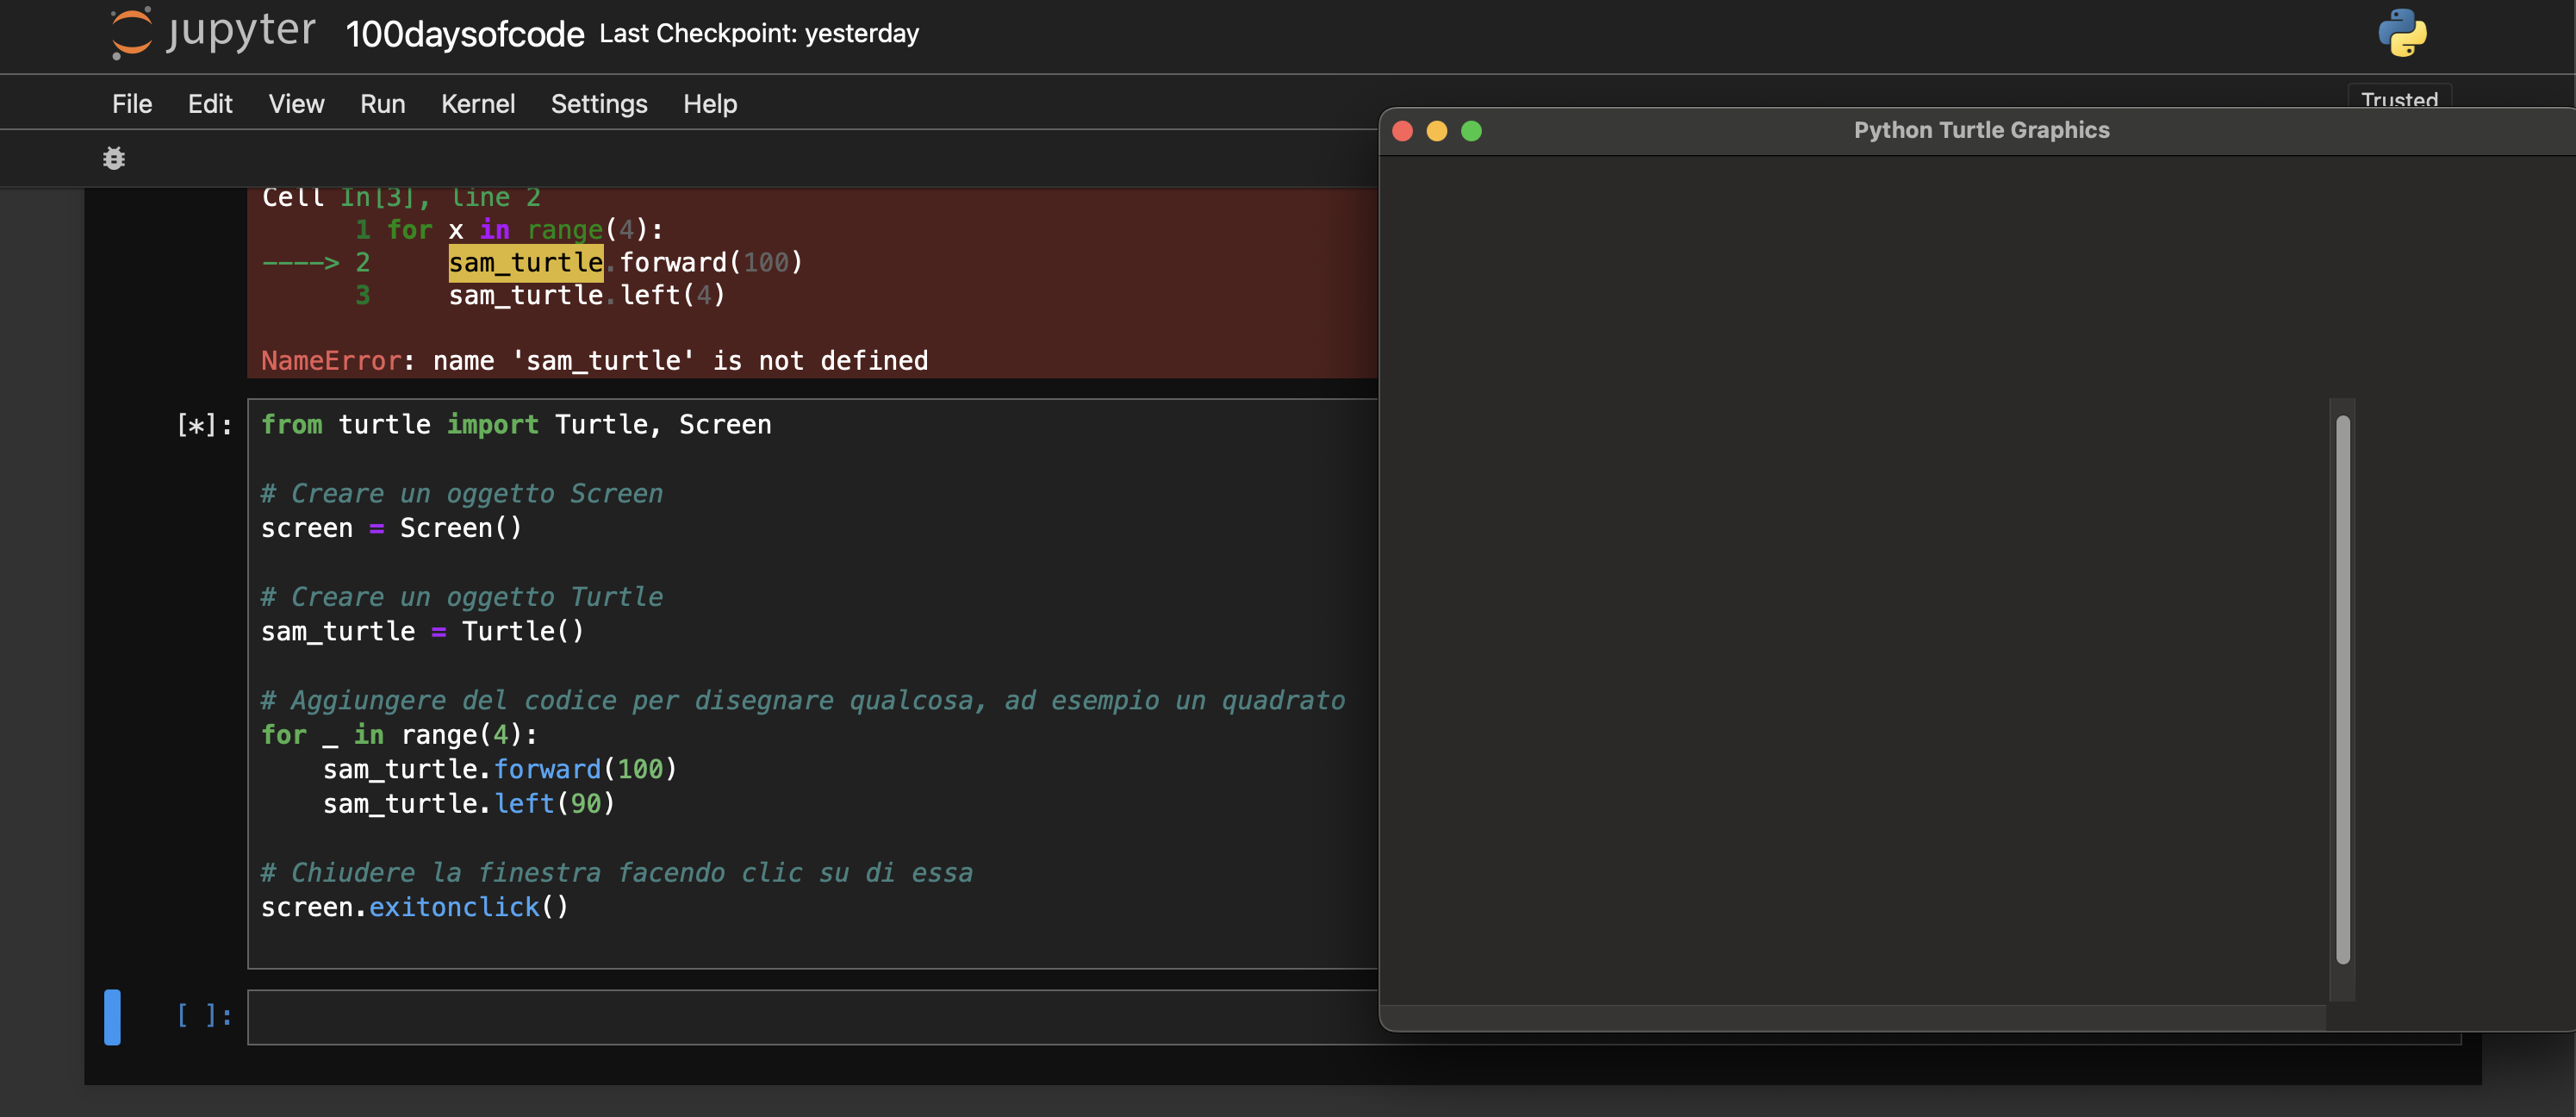 jupyter 100daysofcode Last Checkpoint: yesterday
File Edit View Run Kernel Settings Help
Trusted
Python Turtle Graphics
Cell In[3], line 2
1 for x in range(4):
----> 2 sam_turtle.forward(100)
3 sam_turtle.left(4)
NameError: name 'sam_turtle' is not defined
[*]: from turtle import Turtle, Screen
# Creare un oggetto Screen
screen = Screen()
# Creare un oggetto Turtle
sam_turtle = Turtle()
# Aggiungere del codice per disegnare qualcosa, ad esempio un quadrato
for _ in range(4):
sam_turtle.forward(100)
sam_turtle.left(90)
# Chiudere la finestra facendo clic su di essa
screen.exitonclick()
[ ]: